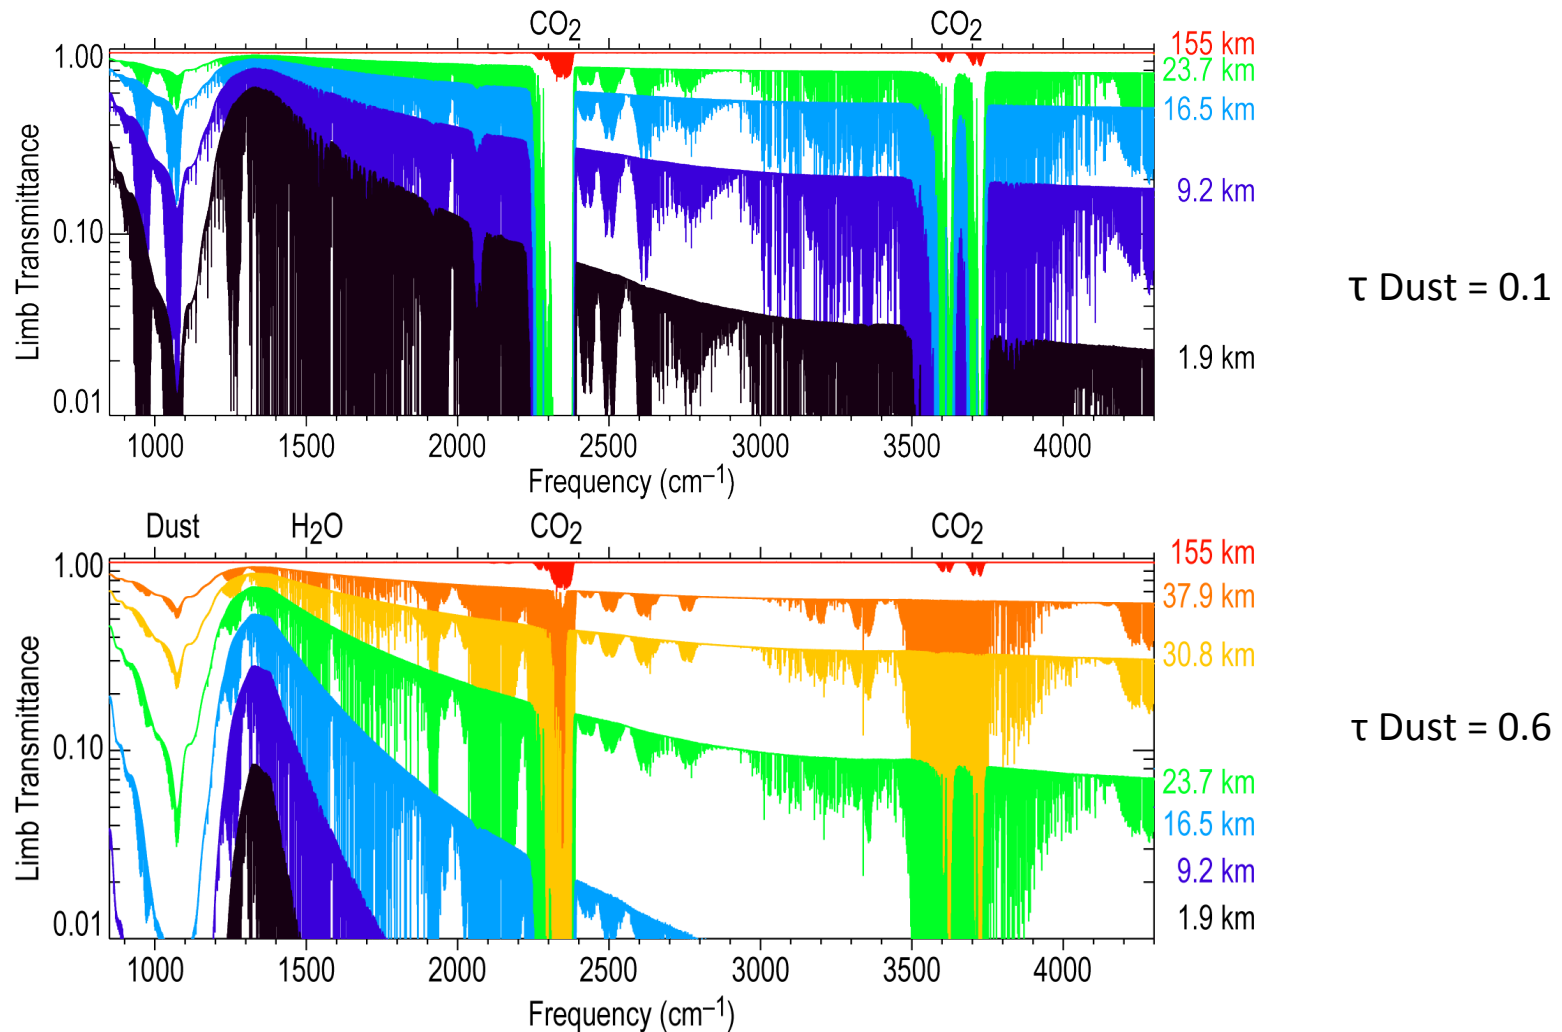 CO2 CO2
1.00
0.10
0.01
Limb Transmittance
155 km
23.7 km
16.5 km
9.2 km
1.9 km
τ Dust = 0.1
1000 1500 2000 2500 3000 3500 4000
Frequency (cm–1)
Dust H2O CO2 CO2
1.00
0.10
0.01
Limb Transmittance
155 km
37.9 km
30.8 km
23.7 km
16.5 km
9.2 km
1.9 km
τ Dust = 0.6
1000 1500 2000 2500 3000 3500 4000
Frequency (cm–1)